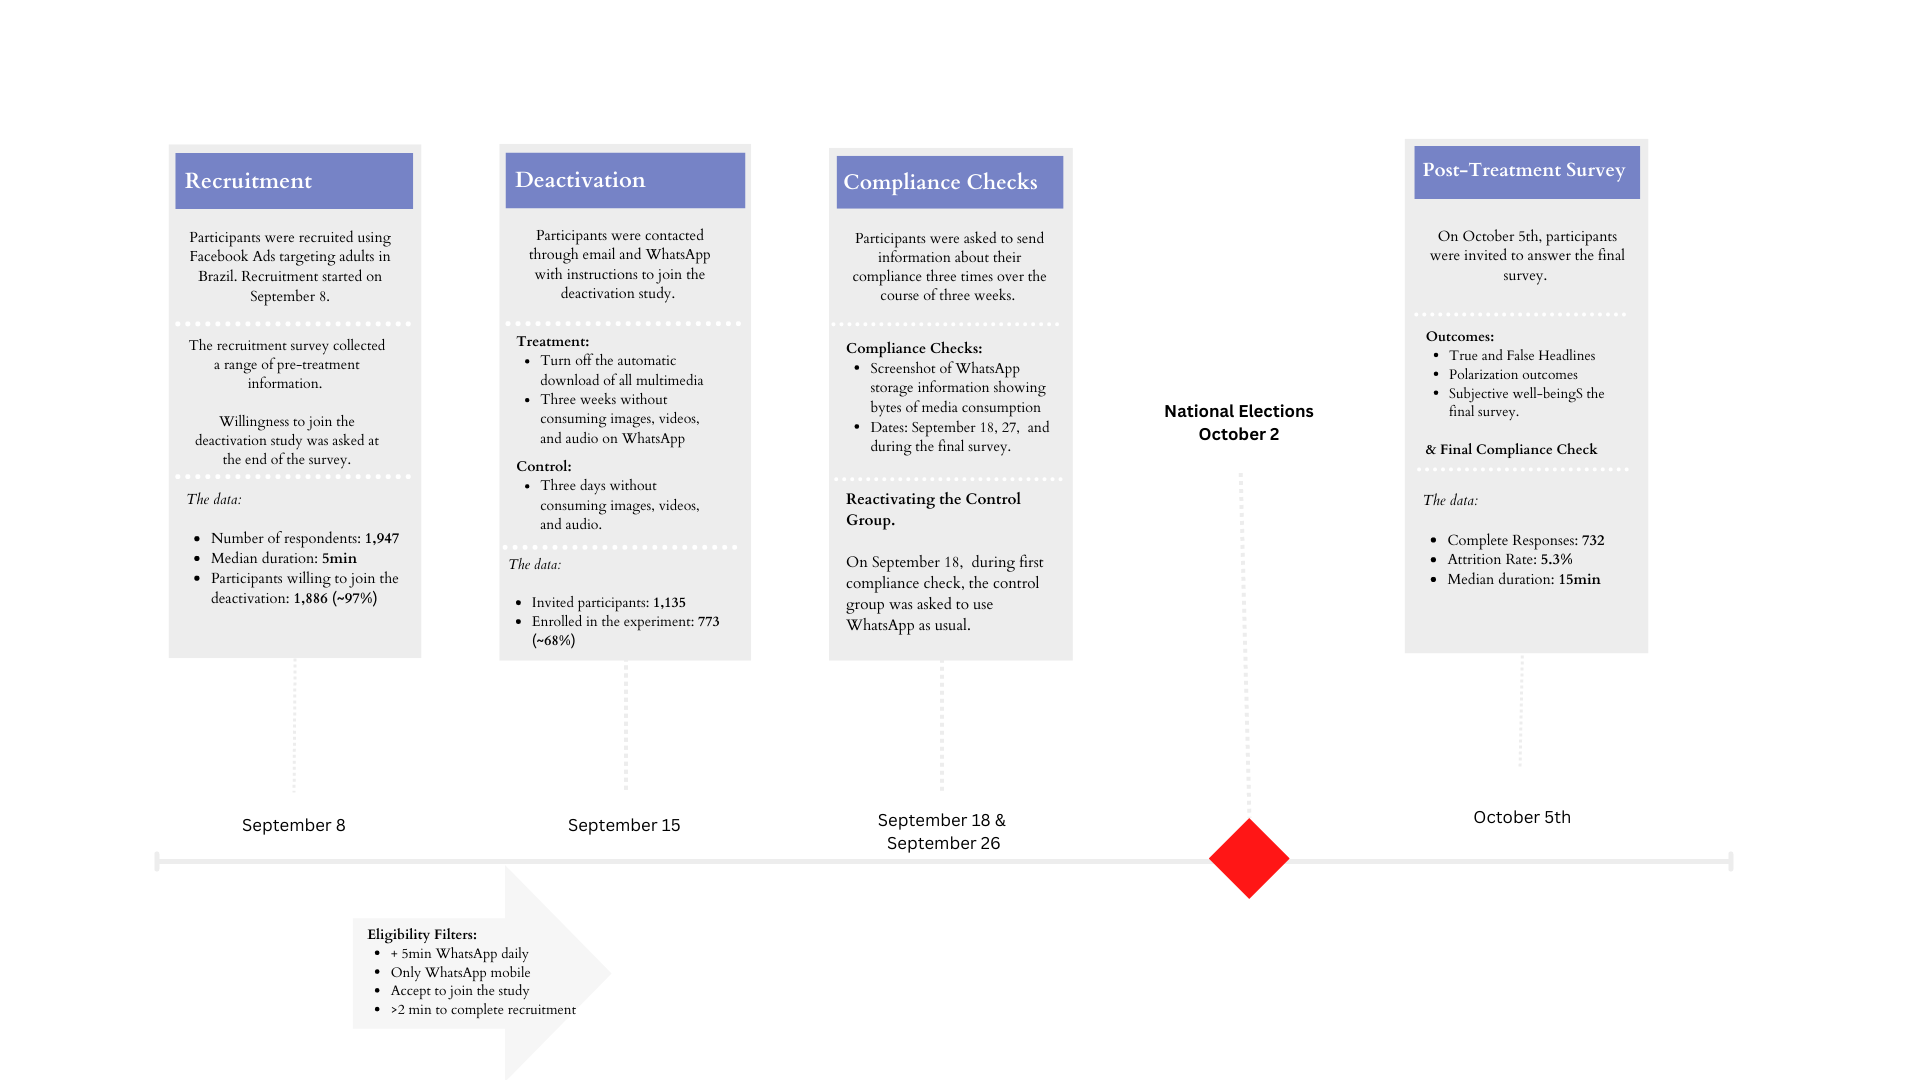 Recruitment
Participants were recruited using
Facebook Ads targeting adults in
Brazil. Recruitment started on
September 8.
The recruitment survey collected
a range of pre-treatment
information.
Willingness to join the
deactivation study was asked at
the end of the survey.
The data:
• Number of respondents: 1,947
• Median duration: 5min
• Participants willing to join the
deactivation: 1,886 (~97%)
Deactivation
Participants were contacted
through email and WhatsApp
with instructions to join the
deactivation study.
Treatment:
• Turn off the automatic
download of all multimedia
• Three weeks without
consuming images, videos,
and audio on WhatsApp
Control:
• Three days without
consuming images, videos,
and audio.
The data:
• Invited participants: 1,135
• Enrolled in the experiment: 773
(~68%)
Compliance Checks
Participants were asked to send
information about their
compliance three times over the
course of three weeks.
Compliance Checks:
• Screenshot of WhatsApp
storage information showing
bytes of media consumption
• Dates: September 18, 27, and
during the final survey.
Reactivating the Control
Group.
On September 18, during first
compliance check, the control
group was asked to use
WhatsApp as usual.
National Elections
October 2
Post-Treatment Survey
On October 5th, participants
were invited to answer the final
survey.
Outcomes:
• True and False Headlines
• Polarization outcomes
• Subjective well-beingS the
final survey.
& Final Compliance Check
The data:
• Complete Responses: 732
• Attrition Rate: 5.3%
• Median duration: 15min
September 8
September 15
September 18 &
September 26
October 5th
Eligibility Filters:
• + 5min WhatsApp daily
• Only WhatsApp mobile
• Accept to join the study
• >2 min to complete recruitment